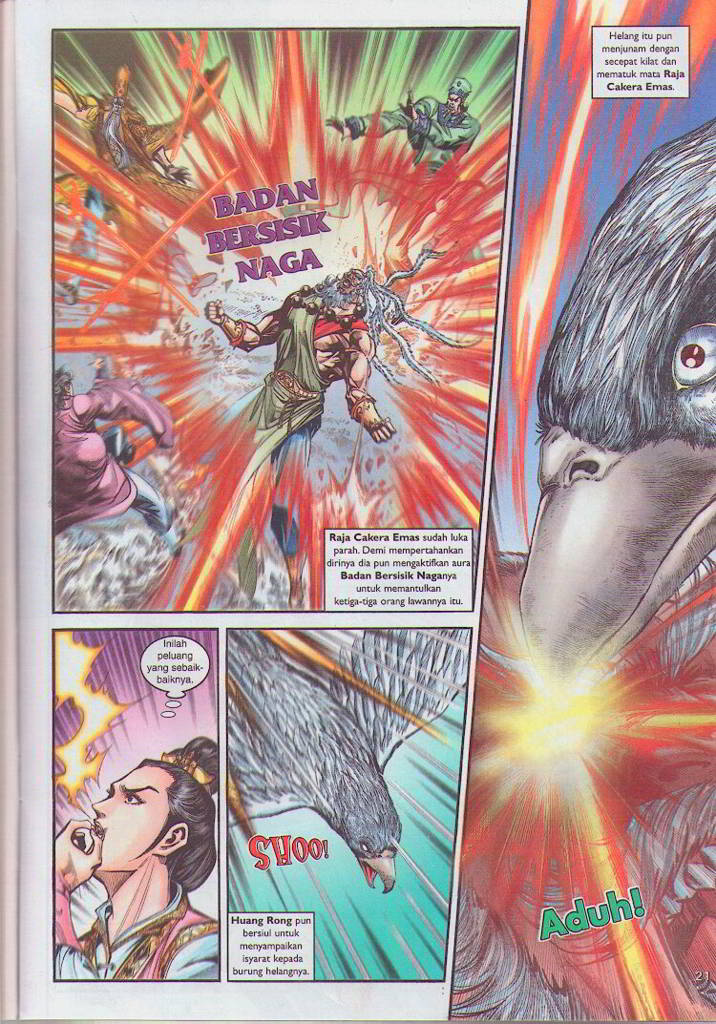 BADAN
BERSISIK
NAGA
Raja Cakera Emas sudah luka
parah. Demi mempertahankan
dirinya dia pun mengaktifkan aura
Badan Bersisik Naganya
untuk memantulkan
ketiga-tiga orang lawannya itu.
Inilah
peluang
yang sebaik-
baiknya.
SHOO!
Huang Rong pun
bersiul untuk
menyampaikan
isyarat kepada
burung helangnya.
Helang itu pun
menjunam dengan
secepat kilat dan
mematuk mata Raja
Cakera Emas.
Aduh!
21